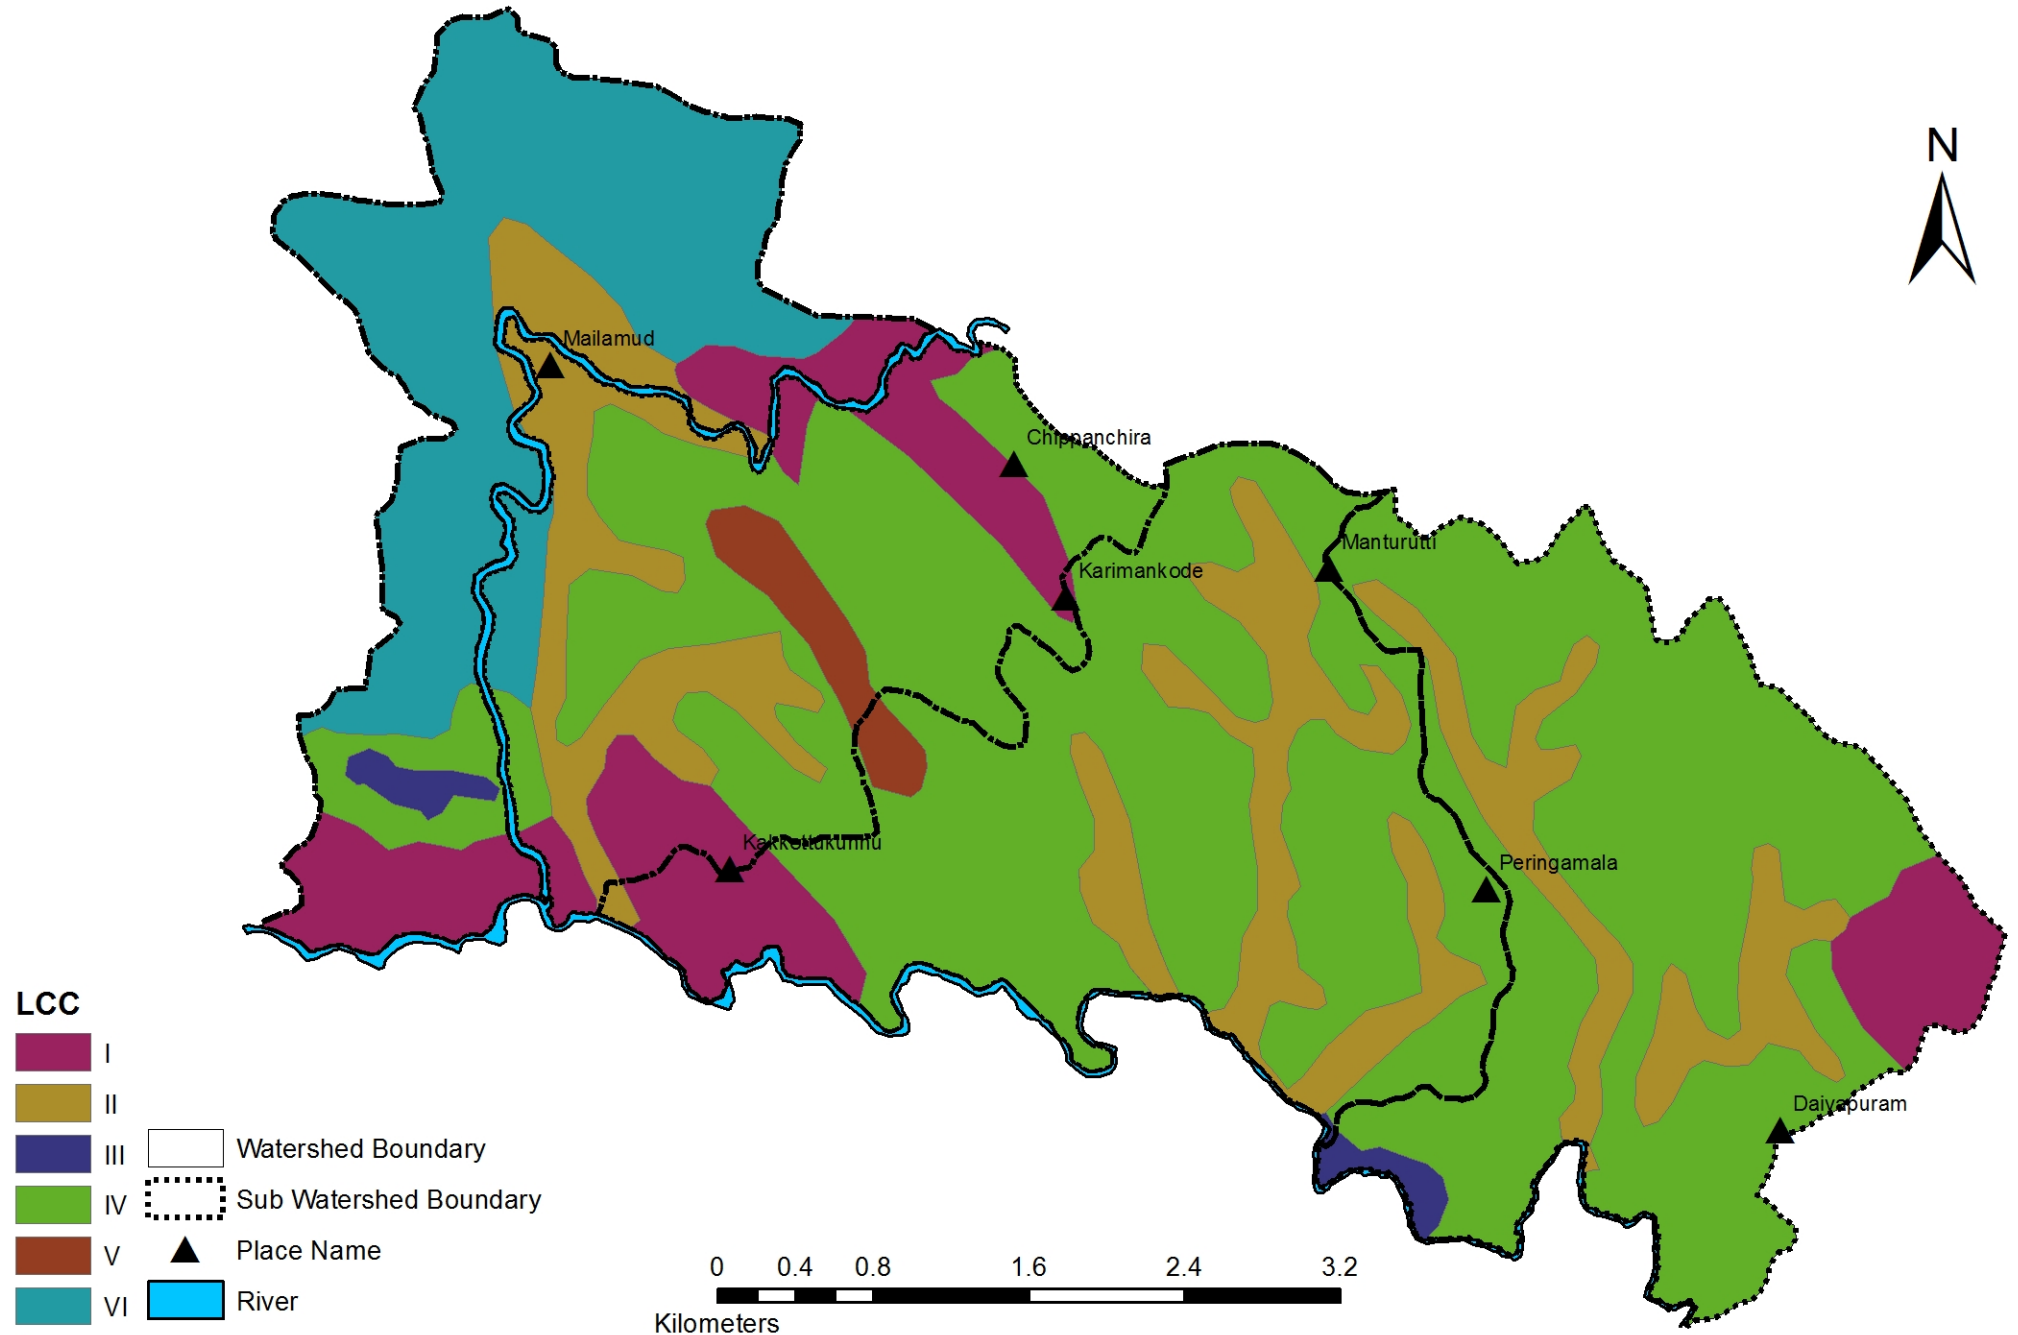 N
Mailamud
Chippanchira
Manturutti
Karimankode
Kakkottukunnu
Peringamala
Daivapuram
LCC
I
II
III
IV
V
VI
Watershed Boundary
Sub Watershed Boundary
Place Name
River
0 0.4 0.8 1.6 2.4 3.2
Kilometers